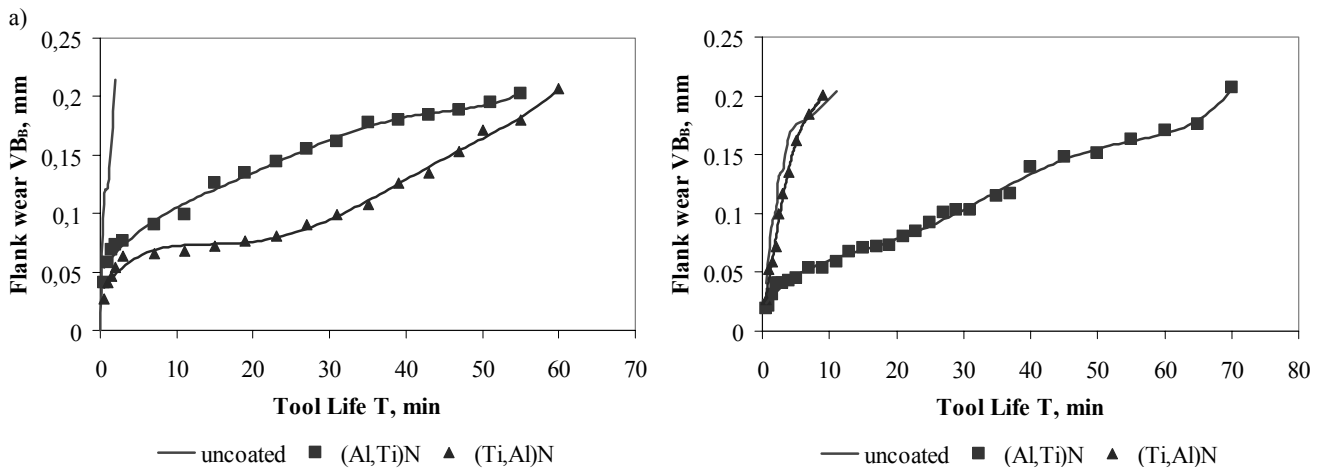 a)
0,25
0,2
0,15
0,1
0,05
0
Flank wear VBB, mm
0 10 20 30 40 50 60 70
Tool Life T, min
uncoated (Al,Ti)N (Ti,Al)N
0.25
0.2
0.15
0.1
0.05
0
Flank wear VBB, mm
0 10 20 30 40 50 60 70 80
Tool Life T, min
uncoated (Al,Ti)N (Ti,Al)N